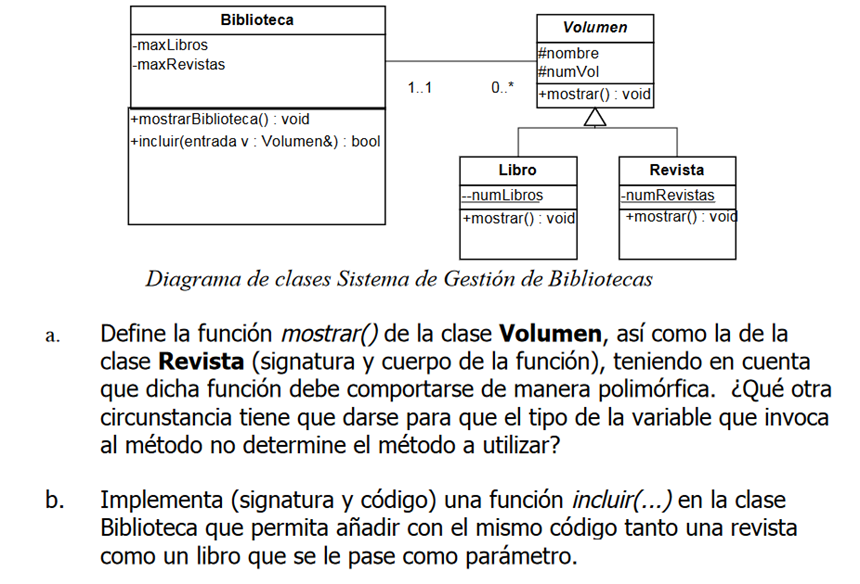 Biblioteca
-maxLibros
-maxRevistas
+mostrarBiblioteca() : void
+incluir(entrada v : Volumen&) : bool
1..1
0..*
Volumen
#nombre
#numVol
+mostrar() : void
Libro
--numLibros
+mostrar() : void
Revista
-numRevistas
+mostrar() : void
Diagrama de clases Sistema de Gestión de Bibliotecas
a. Define la función mostrar() de la clase Volumen, así como la de la
clase Revista (signatura y cuerpo de la función), teniendo en cuenta
que dicha función debe comportarse de manera polimórfica. ¿Qué otra
circunstancia tiene que darse para que el tipo de la variable que invoca
al método no determine el método a utilizar?
b. Implementa (signatura y código) una función incluir(...) en la clase
Biblioteca que permita añadir con el mismo código tanto una revista
como un libro que se le pase como parámetro.